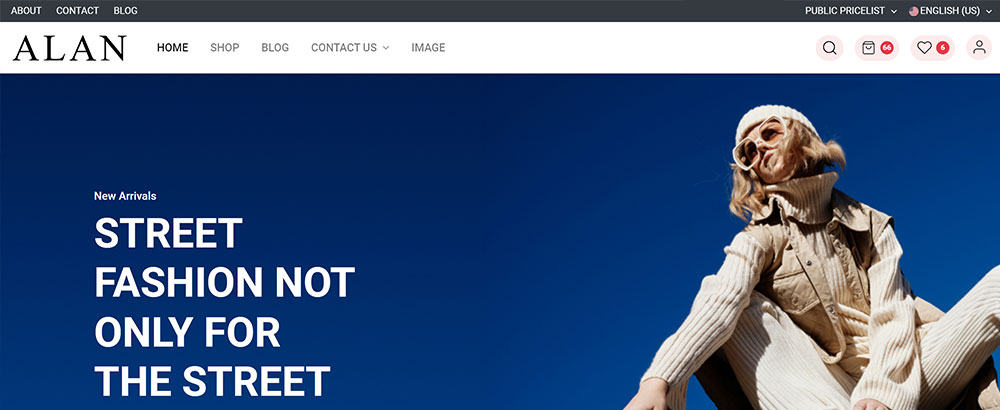 ABOUT CONTACT BLOG PUBLIC PRICELIST ENGLISH (US)
ALAN HOME SHOP BLOG CONTACT US IMAGE 66 6
New Arrivals
STREET
FASHION NOT
ONLY FOR
THE STREET